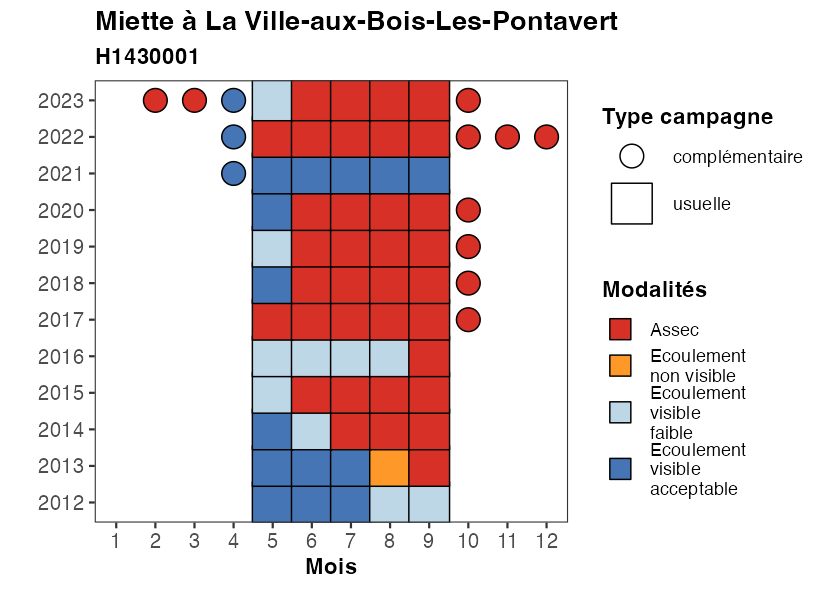 Miette à La Ville-aux-Bois-Les-Pontavert
H1430001
2023
2022
2021
2020
2019
2018
2017
2016
2015
2014
2013
2012
1 2 3 4 5 6 7 8 9 10 11 12
Mois
Type campagne
complémentaire
usuelle
Modalités
Assec
Ecoulement
non visible
Ecoulement
visible
faible
Ecoulement
visible
acceptable